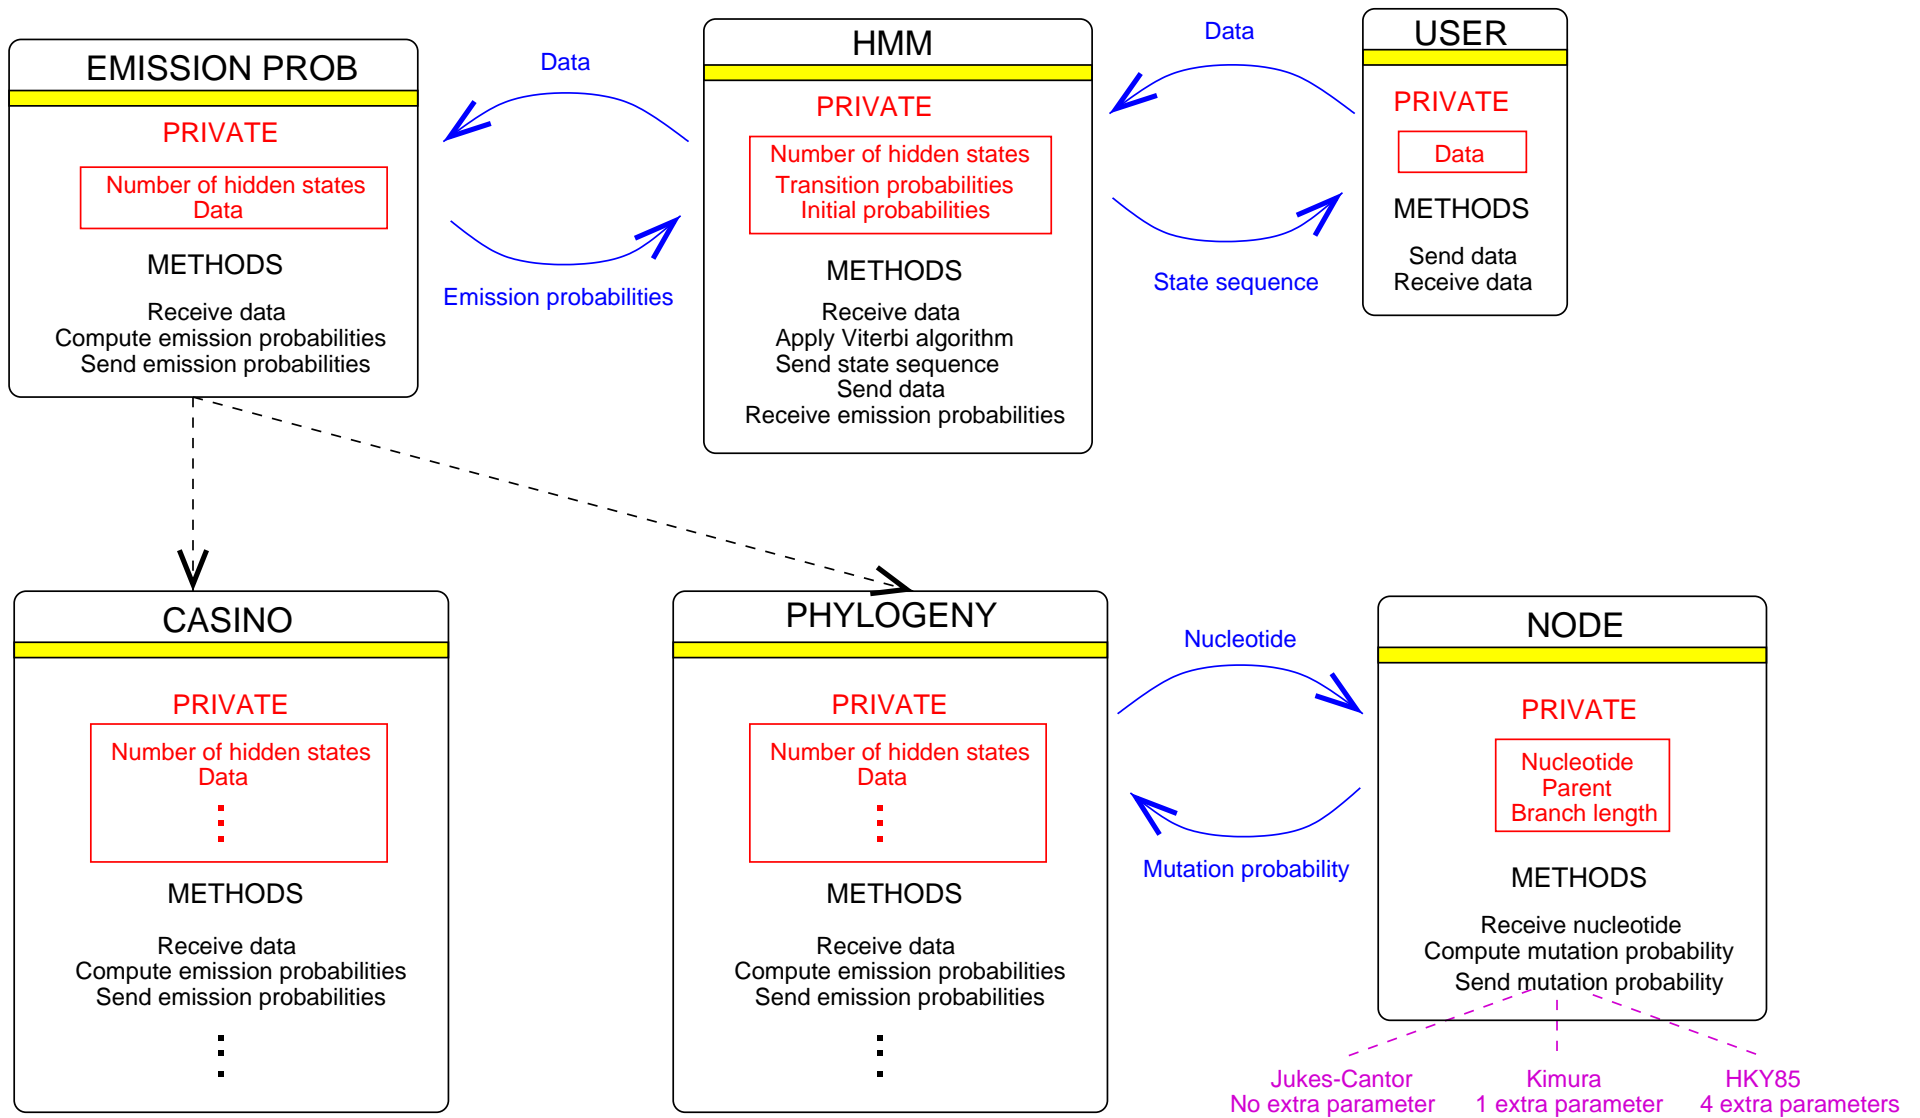 EMISSION PROB
PRIVATE
Number of hidden states
Data
METHODS
Receive data
Compute emission probabilities
Send emission probabilities
Data
Emission probabilities
HMM
PRIVATE
Number of hidden states
Transition probabilities
Initial probabilities
METHODS
Receive data
Apply Viterbi algorithm
Send state sequence
Send data
Receive emission probabilities
Data
State sequence
USER
PRIVATE
Data
METHODS
Send data
Receive data
CASINO
PRIVATE
Number of hidden states
Data
METHODS
Receive data
Compute emission probabilities
Send emission probabilities
PHYLOGENY
PRIVATE
Number of hidden states
Data
METHODS
Receive data
Compute emission probabilities
Send emission probabilities
Nucleotide
Mutation probability
NODE
PRIVATE
Nucleotide
Parent
Branch length
METHODS
Receive nucleotide
Compute mutation probability
Send mutation probability
Jukes-Cantor
No extra parameter
Kimura
1 extra parameter
HKY85
4 extra parameters